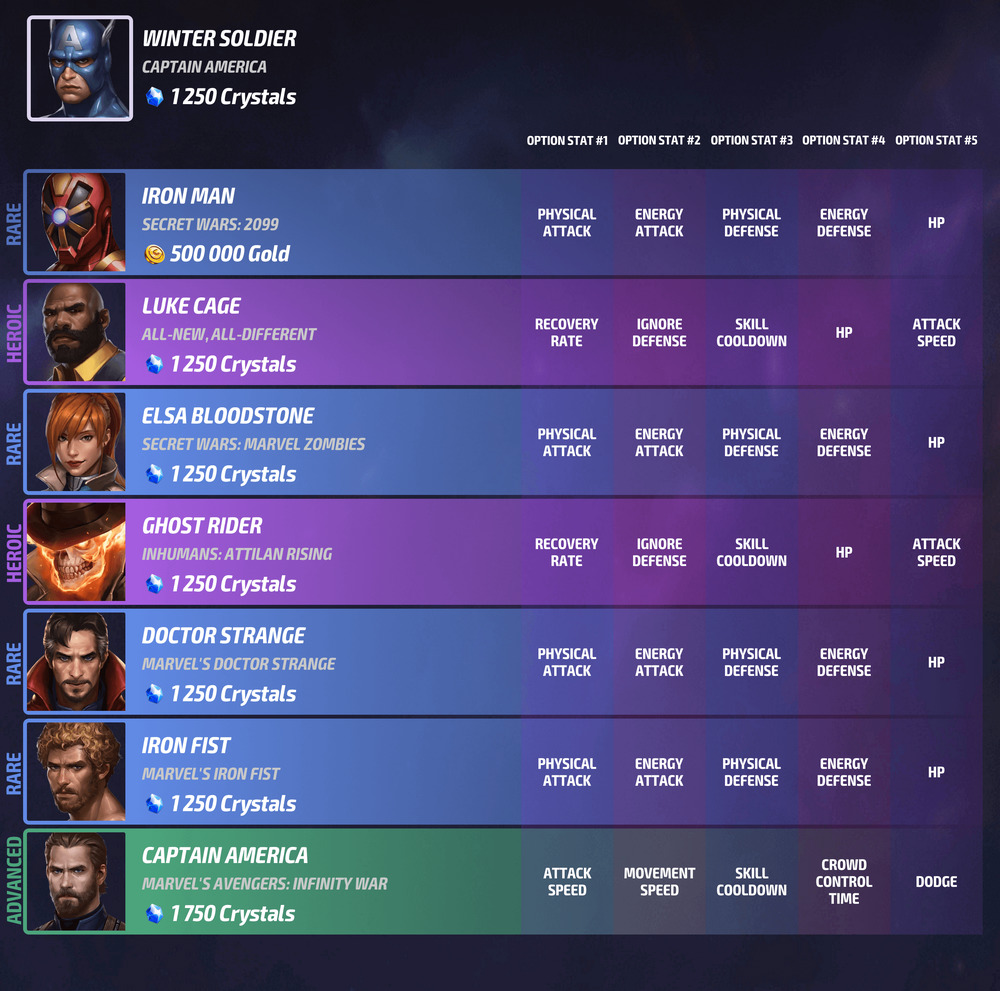 WINTER SOLDIER
CAPTAIN AMERICA
1 250 Crystals
OPTION STAT #1 OPTION STAT #2 OPTION STAT #3 OPTION STAT #4 OPTION STAT #5
RARE
IRON MAN
SECRET WARS: 2099
500 000 Gold
PHYSICAL ATTACK
ENERGY ATTACK
PHYSICAL DEFENSE
ENERGY DEFENSE
HP
HEROIC
LUKE CAGE
ALL-NEW, ALL-DIFFERENT
1 250 Crystals
RECOVERY RATE
IGNORE DEFENSE
SKILL COOLDOWN
HP
ATTACK SPEED
RARE
ELSA BLOODSTONE
SECRET WARS: MARVEL ZOMBIES
1 250 Crystals
PHYSICAL ATTACK
ENERGY ATTACK
PHYSICAL DEFENSE
ENERGY DEFENSE
HP
HEROIC
GHOST RIDER
INHUMANS: ATTILAN RISING
1 250 Crystals
RECOVERY RATE
IGNORE DEFENSE
SKILL COOLDOWN
HP
ATTACK SPEED
RARE
DOCTOR STRANGE
MARVEL'S DOCTOR STRANGE
1 250 Crystals
PHYSICAL ATTACK
ENERGY ATTACK
PHYSICAL DEFENSE
ENERGY DEFENSE
HP
RARE
IRON FIST
MARVEL'S IRON FIST
1 250 Crystals
PHYSICAL ATTACK
ENERGY ATTACK
PHYSICAL DEFENSE
ENERGY DEFENSE
HP
ADVANCED
CAPTAIN AMERICA
MARVEL'S AVENGERS: INFINITY WAR
1 750 Crystals
ATTACK SPEED
MOVEMENT SPEED
SKILL COOLDOWN
CROWD CONTROL TIME
DODGE